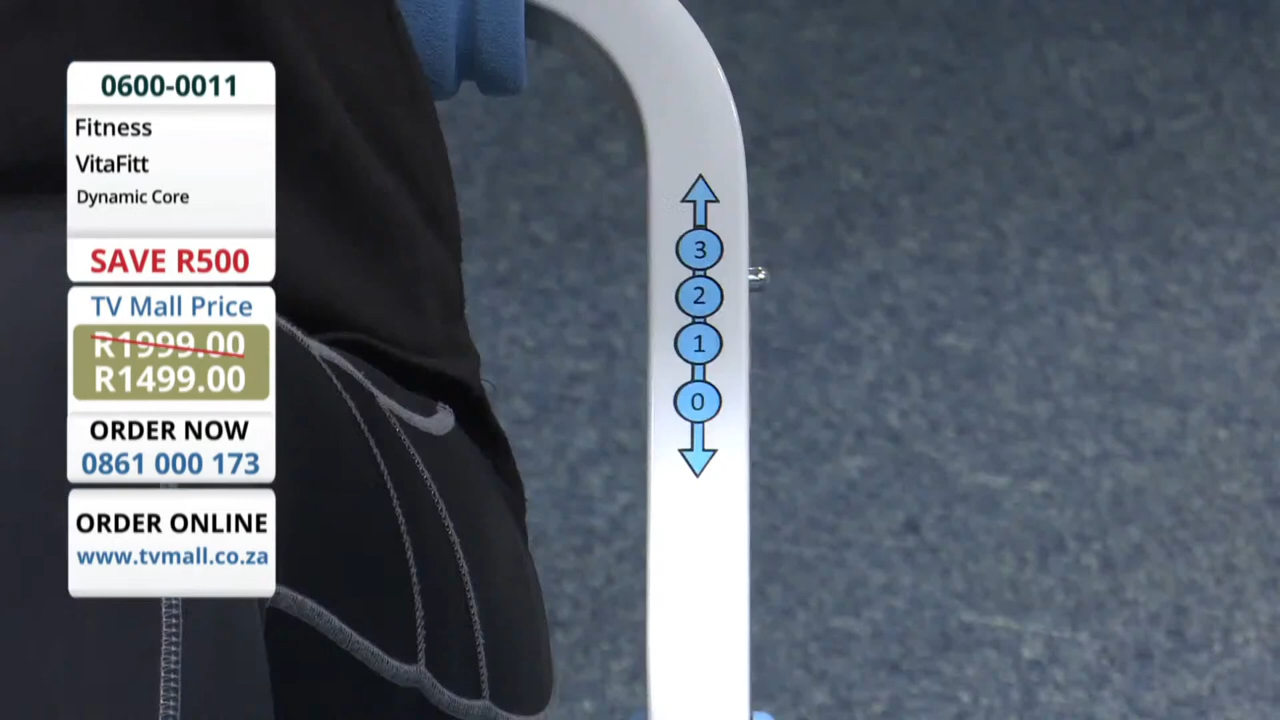 0600-0011
Fitness
VitaFitt
Dynamic Core
SAVE R500
TV Mall Price
R1999.00
R1499.00
ORDER NOW
0861 000 173
ORDER ONLINE
www.tvmall.co.za
3
2
1
0